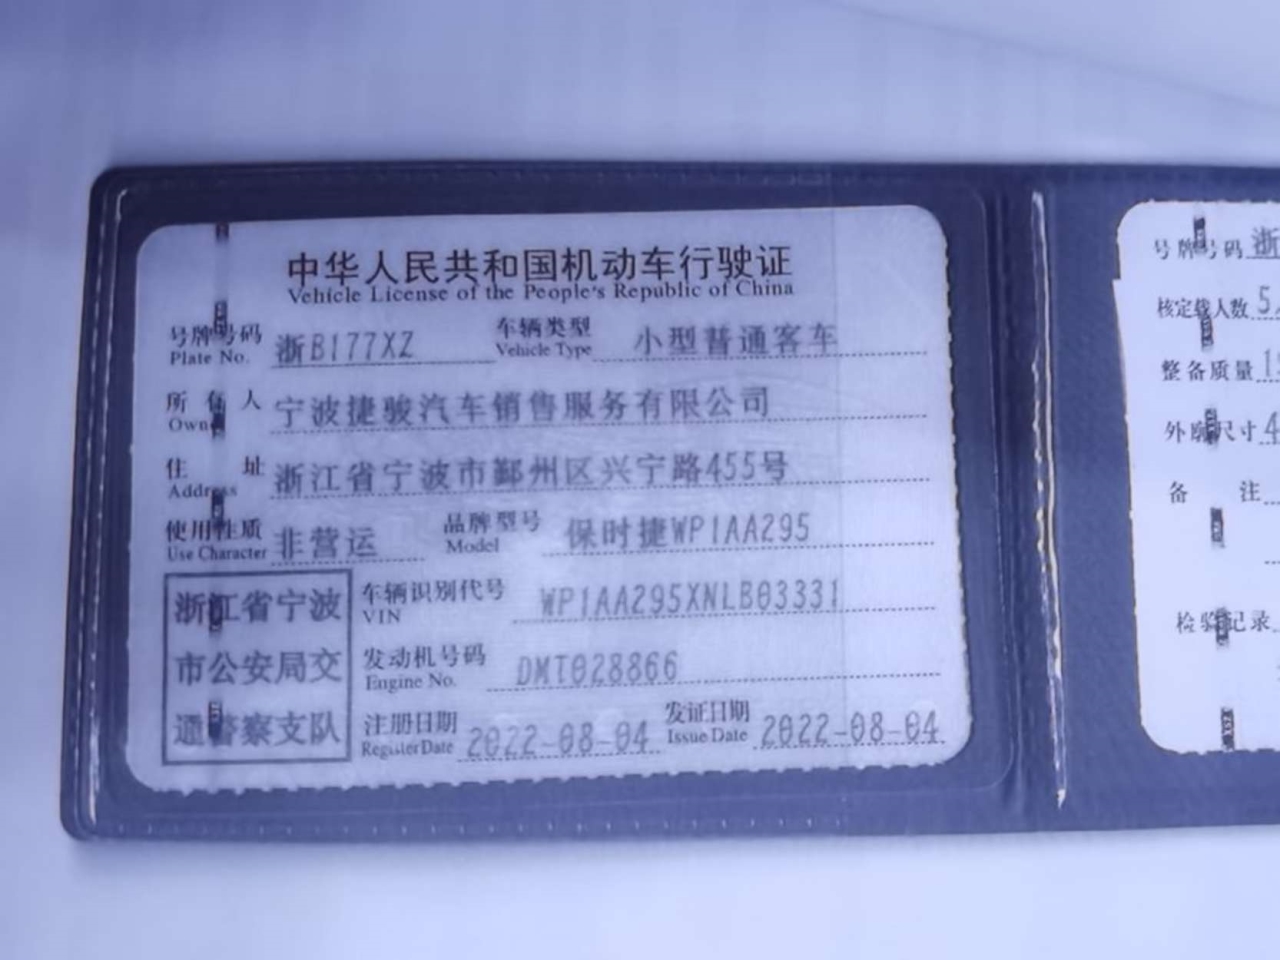 中华人民共和国机动车行驶证
Vehicle License of the People's Republic of China
号牌号码 浙B177XZ 车辆类型 小型普通客车
Plate No. Vehicle Type
所有人 宁波捷骏汽车销售服务有限公司
Owner
住址 浙江省宁波市鄞州区兴宁路455号
Address
使用性质 非营运 品牌型号 保时捷WP1AA295
Use Character Model
浙江省宁波
市公安局交
通警察支队
车辆识别代号 WP1AA295XNLB03331
VIN
发动机号码 DMT028866
Engine No.
注册日期 2022-08-04 发证日期 2022-08-04
Register Date Issue Date
号牌号码 浙
核定载人数 5
整备质量 1
外廓尺寸 4
备注
检验记录